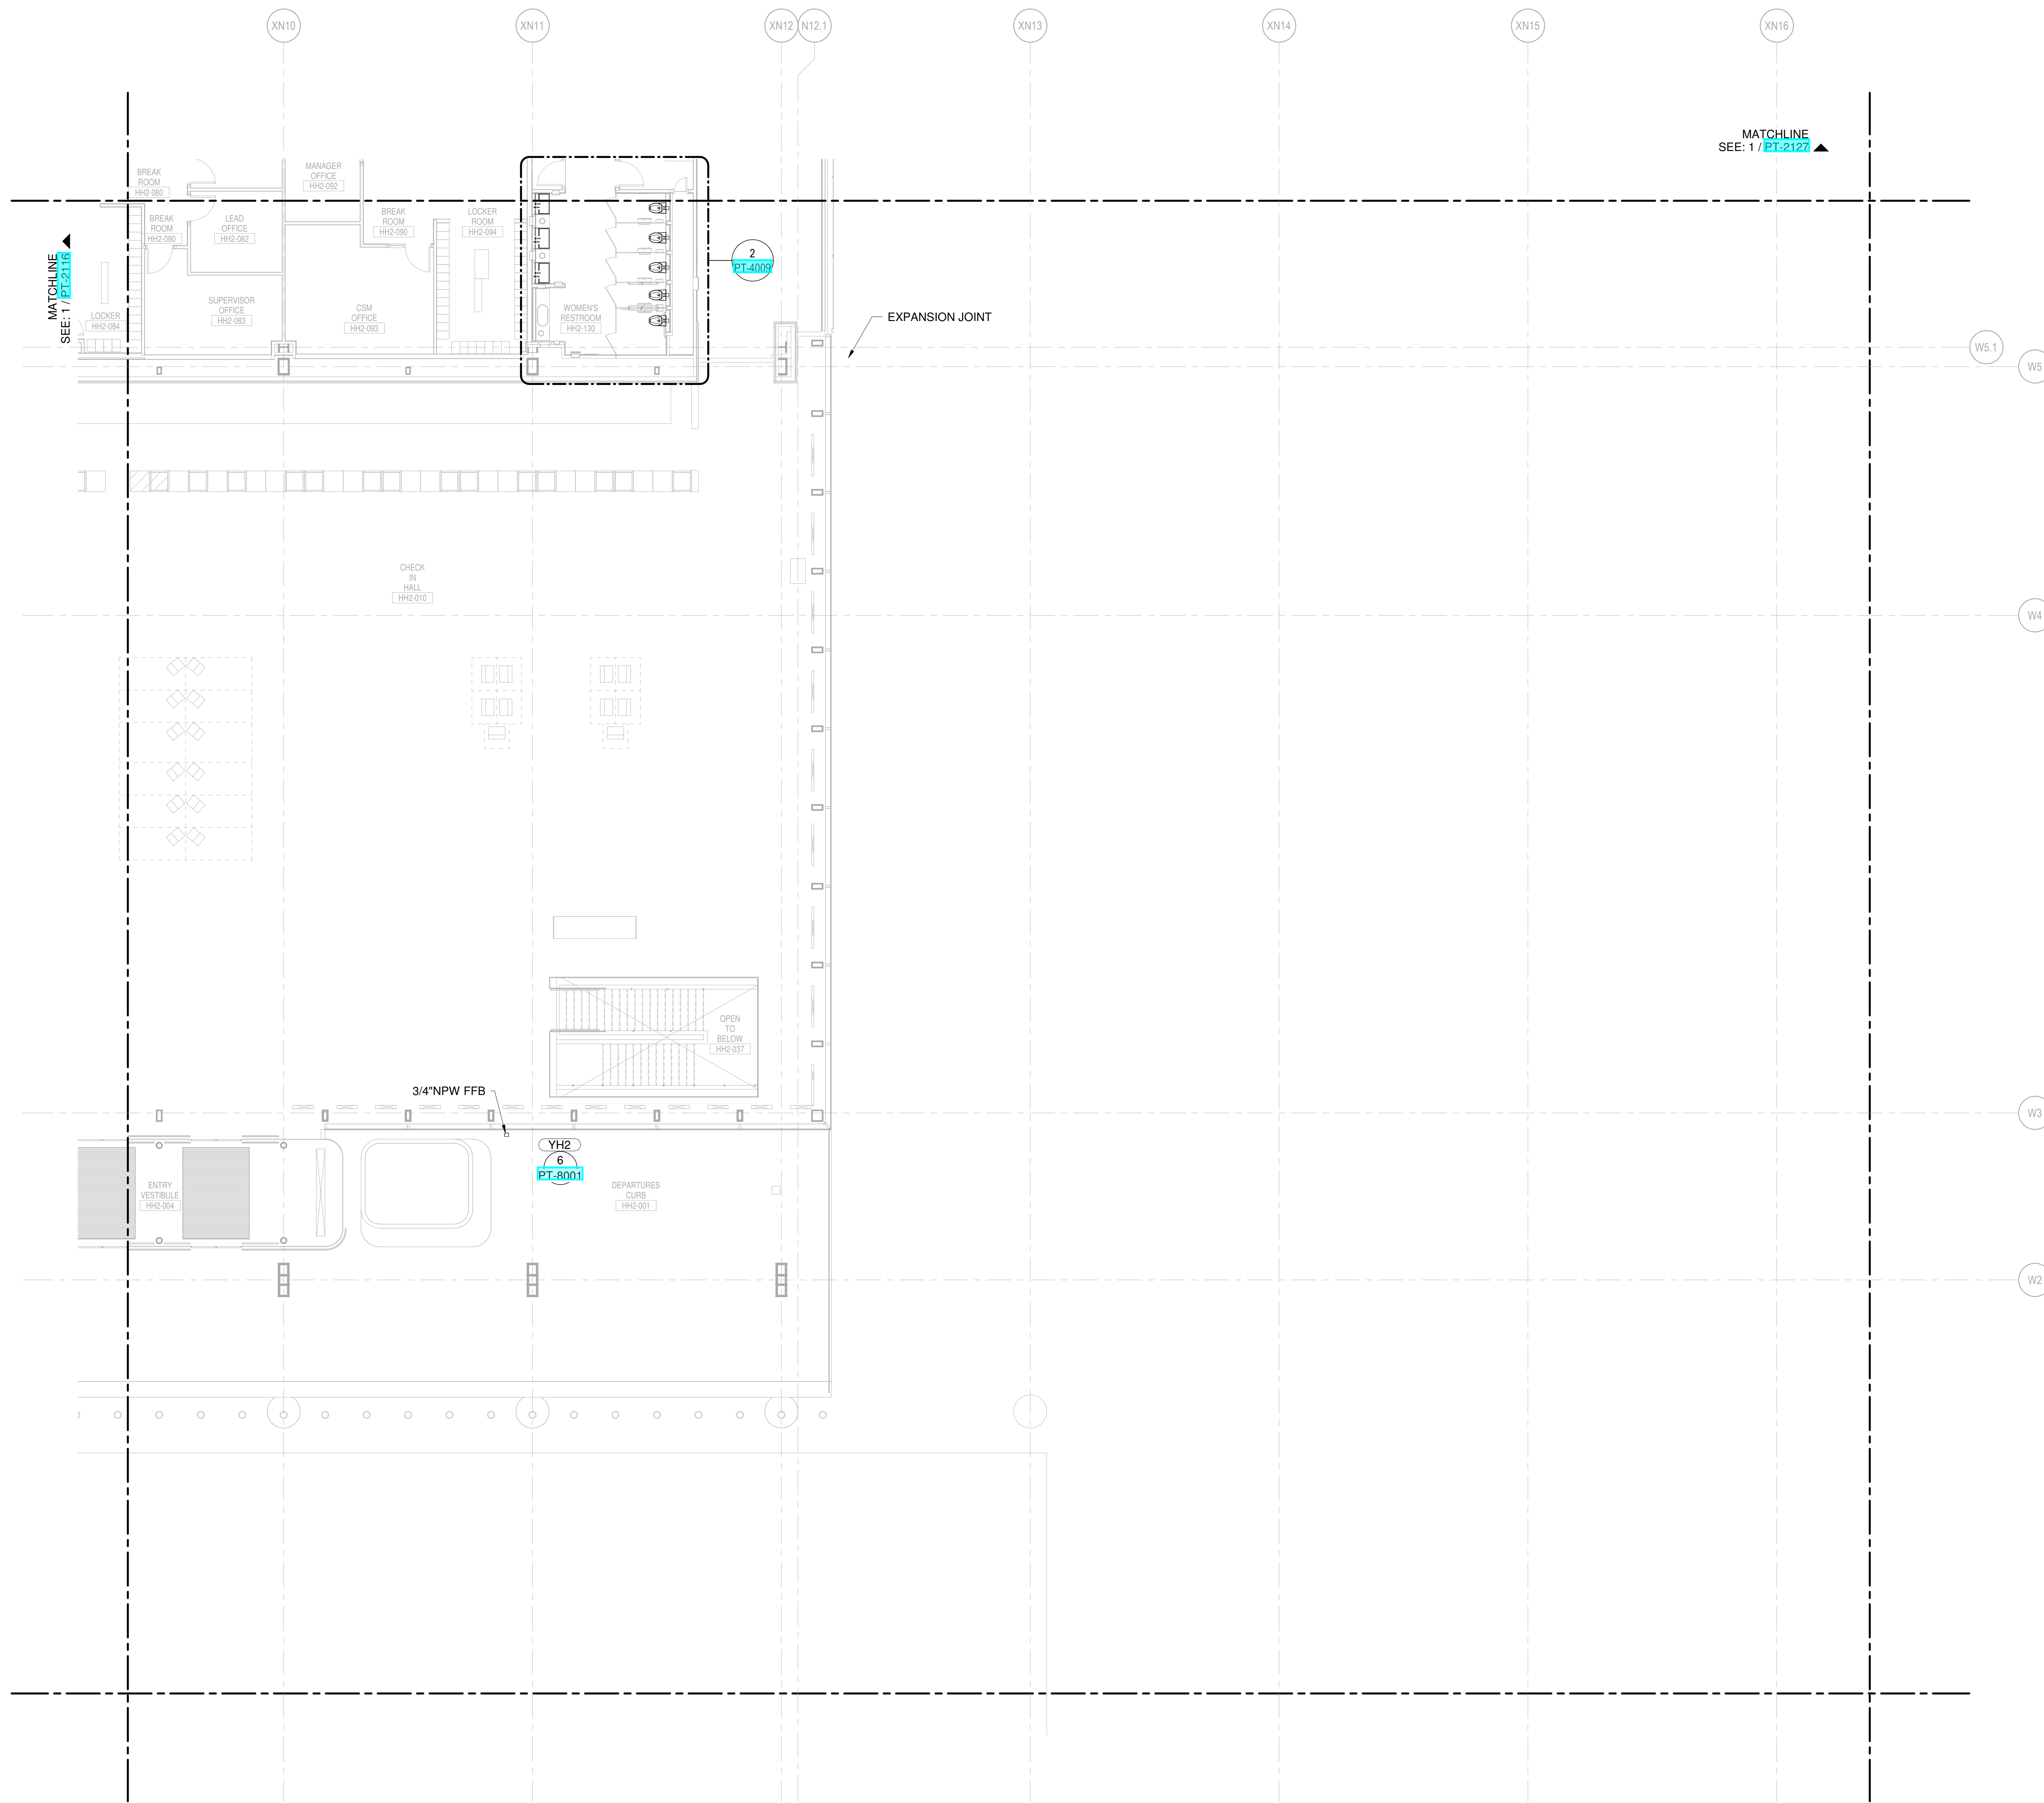 XN10
XN11
XN12
N12.1
XN13
XN14
XN15
XN16
MATCHLINE
SEE: 1 / PT-2127
MANAGER
OFFICE
HH2-092
BREAK
ROOM
HH2-080
BREAK
ROOM
HH2-080
LEAD
OFFICE
HH2-082
BREAK
ROOM
HH2-090
LOCKER
ROOM
HH2-094
2
PT-4009
MATCHLINE
SEE: 1 / PT-2116
SUPERVISOR
OFFICE
HH2-083
CSM
OFFICE
HH2-093
WOMEN'S
RESTROOM
HH2-130
LOCKER
HH2-084
EXPANSION JOINT
W5.1
W5
CHECK
IN
HALL
HH2-010
W4
OPEN
TO
BELOW
HH2-037
3/4"NPW FFB
W3
YH2
6
PT-8001
ENTRY
VESTIBULE
HH2-004
DEPARTURES
CURB
HH2-001
W2